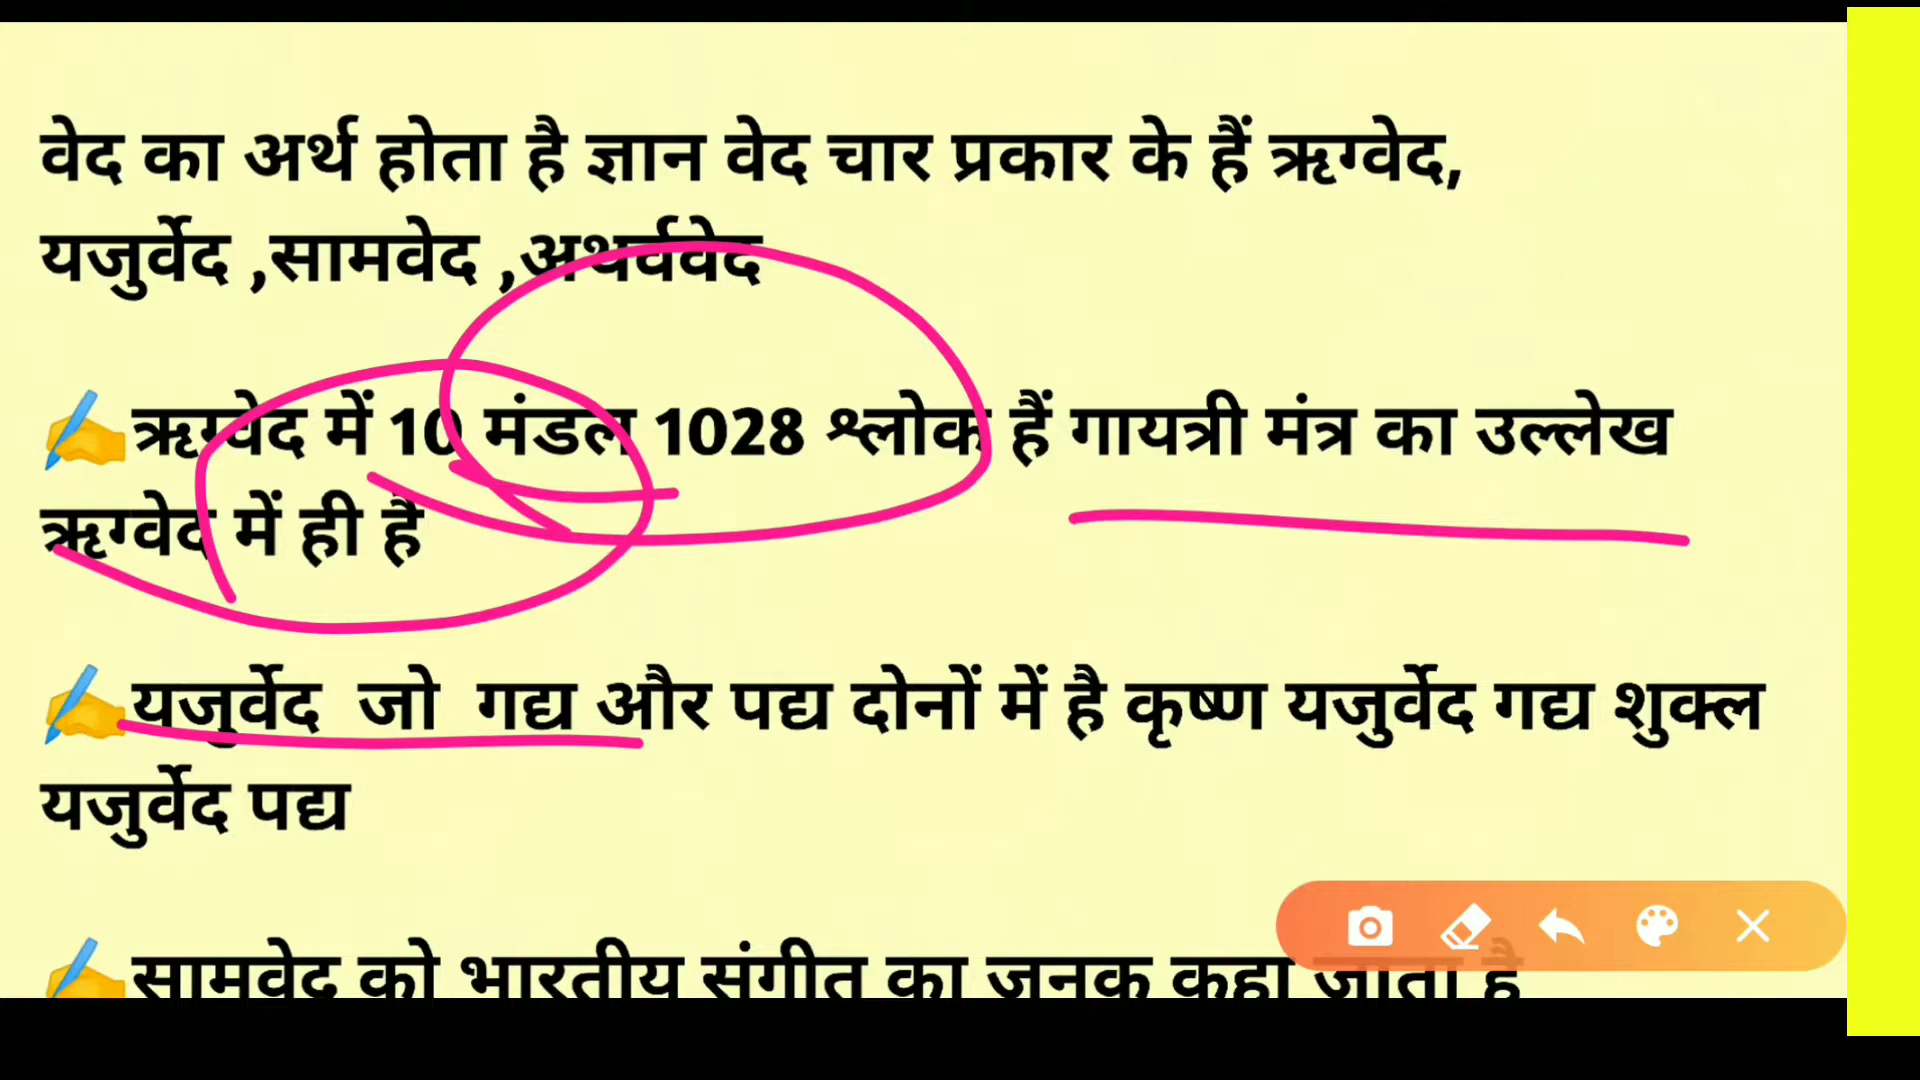 वेद का अर्थ होता है ज्ञान वेद चार प्रकार के हैं ऋग्वेद,
यजुर्वेद ,सामवेद ,अथर्ववेद
✍️ऋग्वेद में 10 मंडल 1028 श्लोक हैं गायत्री मंत्र का उल्लेख
ऋग्वेद में ही है
✍️यजुर्वेद जो गद्य और पद्य दोनों में है कृष्ण यजुर्वेद गद्य शुक्ल
यजुर्वेद पद्य
✍️सामवेद को भारतीय संगीत का जनक कहा जाता है